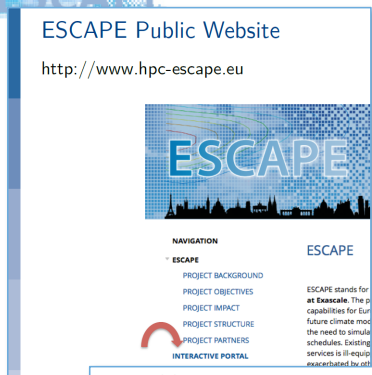 ESCAPE Public Website
http://www.hpc-escape.eu
ESCAPE
NAVIGATION
ESCAPE
PROJECT BACKGROUND
PROJECT OBJECTIVES
PROJECT IMPACT
PROJECT STRUCTURE
PROJECT PARTNERS
INTERACTIVE PORTAL
ESCAPE
ESCAPE stands for
at Exascale. The p
capabilities for Eur
future climate mod
the need to simula
schedules. Existing
services is ill-equip
exacerbated by oth